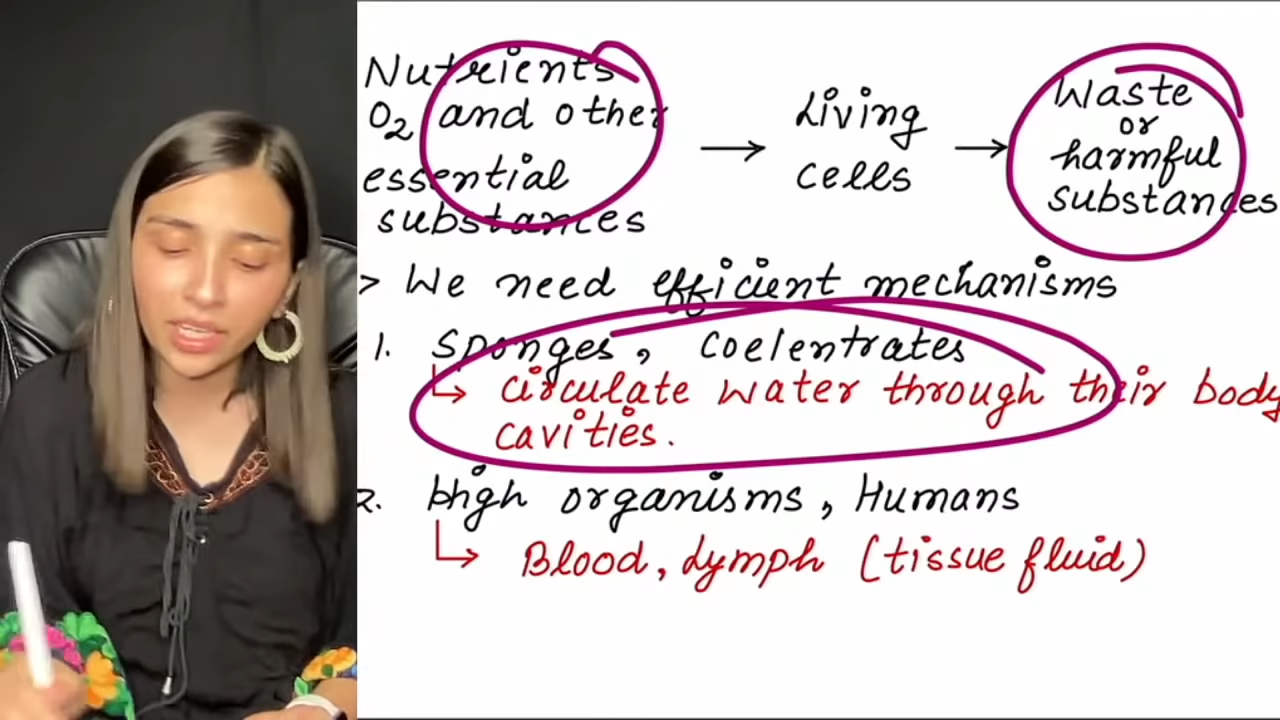 Nutrients
O2 and other
essential
substances
→ Living
cells
→ Waste
or
harmful
substances
> We need efficient mechanisms
1. Sponges, Coelentrates
↳ circulate water through their body
cavities.
2. High organisms, Humans
↳ Blood, Lymph (tissue fluid)